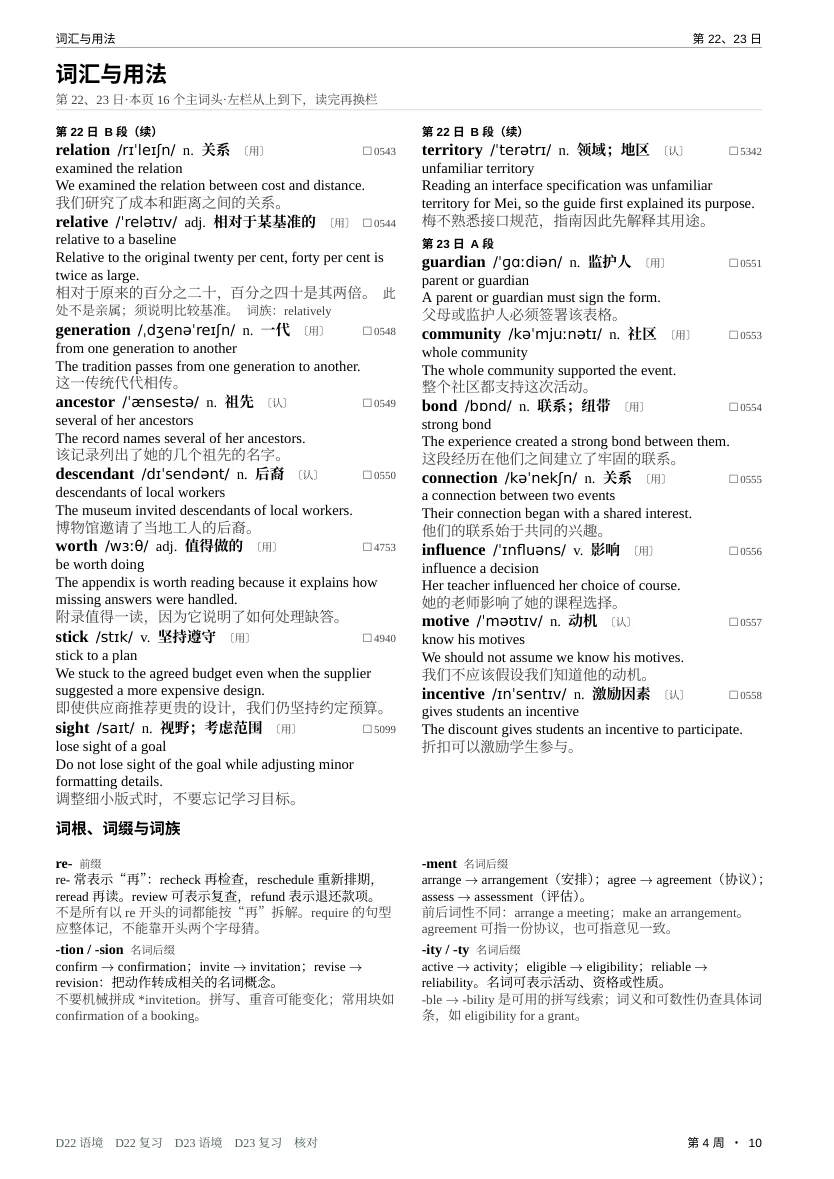 词汇与用法
第 22、23 日
词汇与用法
第 22、23 日·本页 16 个主词头·左栏从上到下，读完再换栏
第 22 日 B 段（续）
relation /rɪˈleɪʃn/ n. 关系 〔用〕 □0543
examined the relation
We examined the relation between cost and distance.
我们研究了成本和距离之间的关系。
relative /ˈrelətɪv/ adj. 相对于某基准的 〔用〕 □0544
relative to a baseline
Relative to the original twenty per cent, forty per cent is
twice as large.
相对于原来的百分之二十，百分之四十是其两倍。 此
处不是亲属；须说明比较基准。 词族：relatively
generation /ˌdʒenəˈreɪʃn/ n. 一代 〔用〕 □0548
from one generation to another
The tradition passes from one generation to another.
这一传统代代相传。
ancestor /ˈænsestə/ n. 祖先 〔认〕 □0549
several of her ancestors
The record names several of her ancestors.
该记录列出了她的几个祖先的名字。
descendant /dɪˈsendənt/ n. 后裔 〔认〕 □0550
descendants of local workers
The museum invited descendants of local workers.
博物馆邀请了当地工人的后裔。
worth /wɜːθ/ adj. 值得做的 〔用〕 □4753
be worth doing
The appendix is worth reading because it explains how
missing answers were handled.
附录值得一读，因为它说明了如何处理缺答。
stick /stɪk/ v. 坚持遵守 〔用〕 □4940
stick to a plan
We stuck to the agreed budget even when the supplier
suggested a more expensive design.
即使供应商推荐更贵的设计，我们仍坚持约定预算。
sight /saɪt/ n. 视野；考虑范围 〔用〕 □5099
lose sight of a goal
Do not lose sight of the goal while adjusting minor
formatting details.
调整细小版式时，不要忘记学习目标。
第 22 日 B 段（续）
territory /ˈterətrɪ/ n. 领域；地区 〔认〕 □5342
unfamiliar territory
Reading an interface specification was unfamiliar
territory for Mei, so the guide first explained its purpose.
梅不熟悉接口规范，指南因此先解释其用途。
第 23 日 A 段
guardian /ˈɡɑːdiən/ n. 监护人 〔用〕 □0551
parent or guardian
A parent or guardian must sign the form.
父母或监护人必须签署该表格。
community /kəˈmjuːnətɪ/ n. 社区 〔用〕 □0553
whole community
The whole community supported the event.
整个社区都支持这次活动。
bond /bɒnd/ n. 联系；纽带 〔用〕 □0554
strong bond
The experience created a strong bond between them.
这段经历在他们之间建立了牢固的联系。
connection /kəˈnekʃn/ n. 关系 〔用〕 □0555
a connection between two events
Their connection began with a shared interest.
他们的联系始于共同的兴趣。
influence /ˈɪnfluəns/ v. 影响 〔用〕 □0556
influence a decision
Her teacher influenced her choice of course.
她的老师影响了她的课程选择。
motive /ˈməʊtɪv/ n. 动机 〔认〕 □0557
know his motives
We should not assume we know his motives.
我们不应该假设我们知道他的动机。
incentive /ɪnˈsentɪv/ n. 激励因素 〔认〕 □0558
gives students an incentive
The discount gives students an incentive to participate.
折扣可以激励学生参与。
词根、词缀与词族
re- 前缀
re- 常表示“再”：recheck 再检查，reschedule 重新排期，
reread 再读。review 可表示复查，refund 表示退还款项。
不是所有以 re 开头的词都能按“再”拆解。require 的句型
应整体记，不能靠开头两个字母猜。
-tion / -sion 名词后缀
confirm → confirmation；invite → invitation；revise →
revision：把动作转成相关的名词概念。
不要机械拼成 *invitetion。拼写、重音可能变化；常用块如
confirmation of a booking。
-ment 名词后缀
arrange → arrangement（安排）；agree → agreement（协议）；
assess → assessment（评估）。
前后词性不同：arrange a meeting；make an arrangement。
agreement 可指一份协议，也可指意见一致。
-ity / -ty 名词后缀
active → activity；eligible → eligibility；reliable →
reliability。名词可表示活动、资格或性质。
-ble → -bility 是可用的拼写线索；词义和可数性仍查具体词
条，如 eligibility for a grant。
D22 语境 D22 复习 D23 语境 D23 复习 核对
第 4 周 · 10